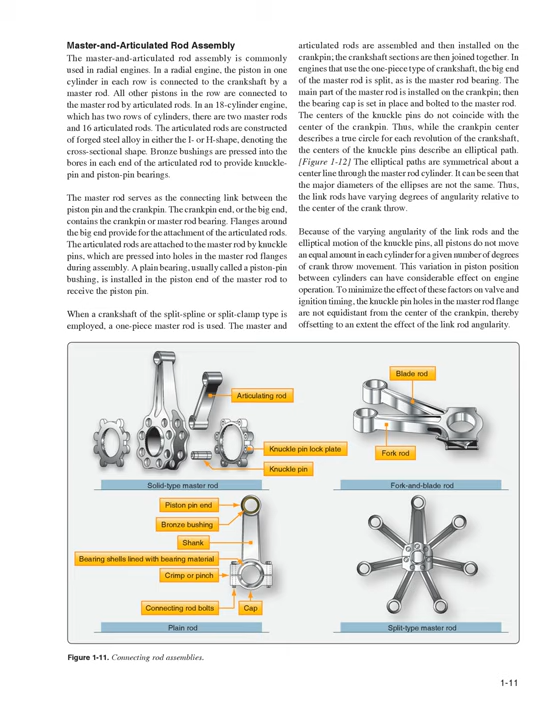 Master-and-Articulated Rod Assembly
The master-and-articulated rod assembly is commonly
used in radial engines. In a radial engine, the piston in one
cylinder in each row is connected to the crankshaft by a
master rod. All other pistons in the row are connected to
the master rod by articulated rods. In an 18-cylinder engine,
which has two rows of cylinders, there are two master rods
and 16 articulated rods. The articulated rods are constructed
of forged steel alloy in either the I- or H-shape, denoting the
cross-sectional shape. Bronze bushings are pressed into the
bores in each end of the articulated rod to provide knuckle-
pin and piston-pin bearings.
The master rod serves as the connecting link between the
piston pin and the crankpin. The crankpin end, or the big end,
contains the crankpin or master rod bearing. Flanges around
the big end provide for the attachment of the articulated rods.
The articulated rods are attached to the master rod by knuckle
pins, which are pressed into holes in the master rod flanges
during assembly. A plain bearing, usually called a piston-pin
bushing, is installed in the piston end of the master rod to
receive the piston pin.
When a crankshaft of the split-spline or split-clamp type is
employed, a one-piece master rod is used. The master and
articulated rods are assembled and then installed on the
crankpin; the crankshaft sections are then joined together. In
engines that use the one-piece type of crankshaft, the big end
of the master rod is split, as is the master rod bearing. The
main part of the master rod is installed on the crankpin; then
the bearing cap is set in place and bolted to the master rod.
The centers of the knuckle pins do not coincide with the
center of the crankpin. Thus, while the crankpin center
describes a true circle for each revolution of the crankshaft,
the centers of the knuckle pins describe an elliptical path.
[Figure 1-12] The elliptical paths are symmetrical about a
center line through the master rod cylinder. It can be seen that
the major diameters of the ellipses are not the same. Thus,
the link rods have varying degrees of angularity relative to
the center of the crank throw.
Because of the varying angularity of the link rods and the
elliptical motion of the knuckle pins, all pistons do not move
an equal amount in each cylinder for a given number of degrees
of crank throw movement. This variation in piston position
between cylinders can have considerable effect on engine
operation. To minimize the effect of these factors on valve and
ignition timing, the knuckle pin holes in the master rod flange
are not equidistant from the center of the crankpin, thereby
offsetting to an extent the effect of the link rod angularity.
Articulating rod
Knuckle pin lock plate
Knuckle pin
Solid-type master rod
Blade rod
Fork rod
Fork-and-blade rod
Piston pin end
Bronze bushing
Shank
Bearing shells lined with bearing material
Crimp or pinch
Connecting rod bolts
Cap
Plain rod
Split-type master rod
Figure 1-11. Connecting rod assemblies.
1-11